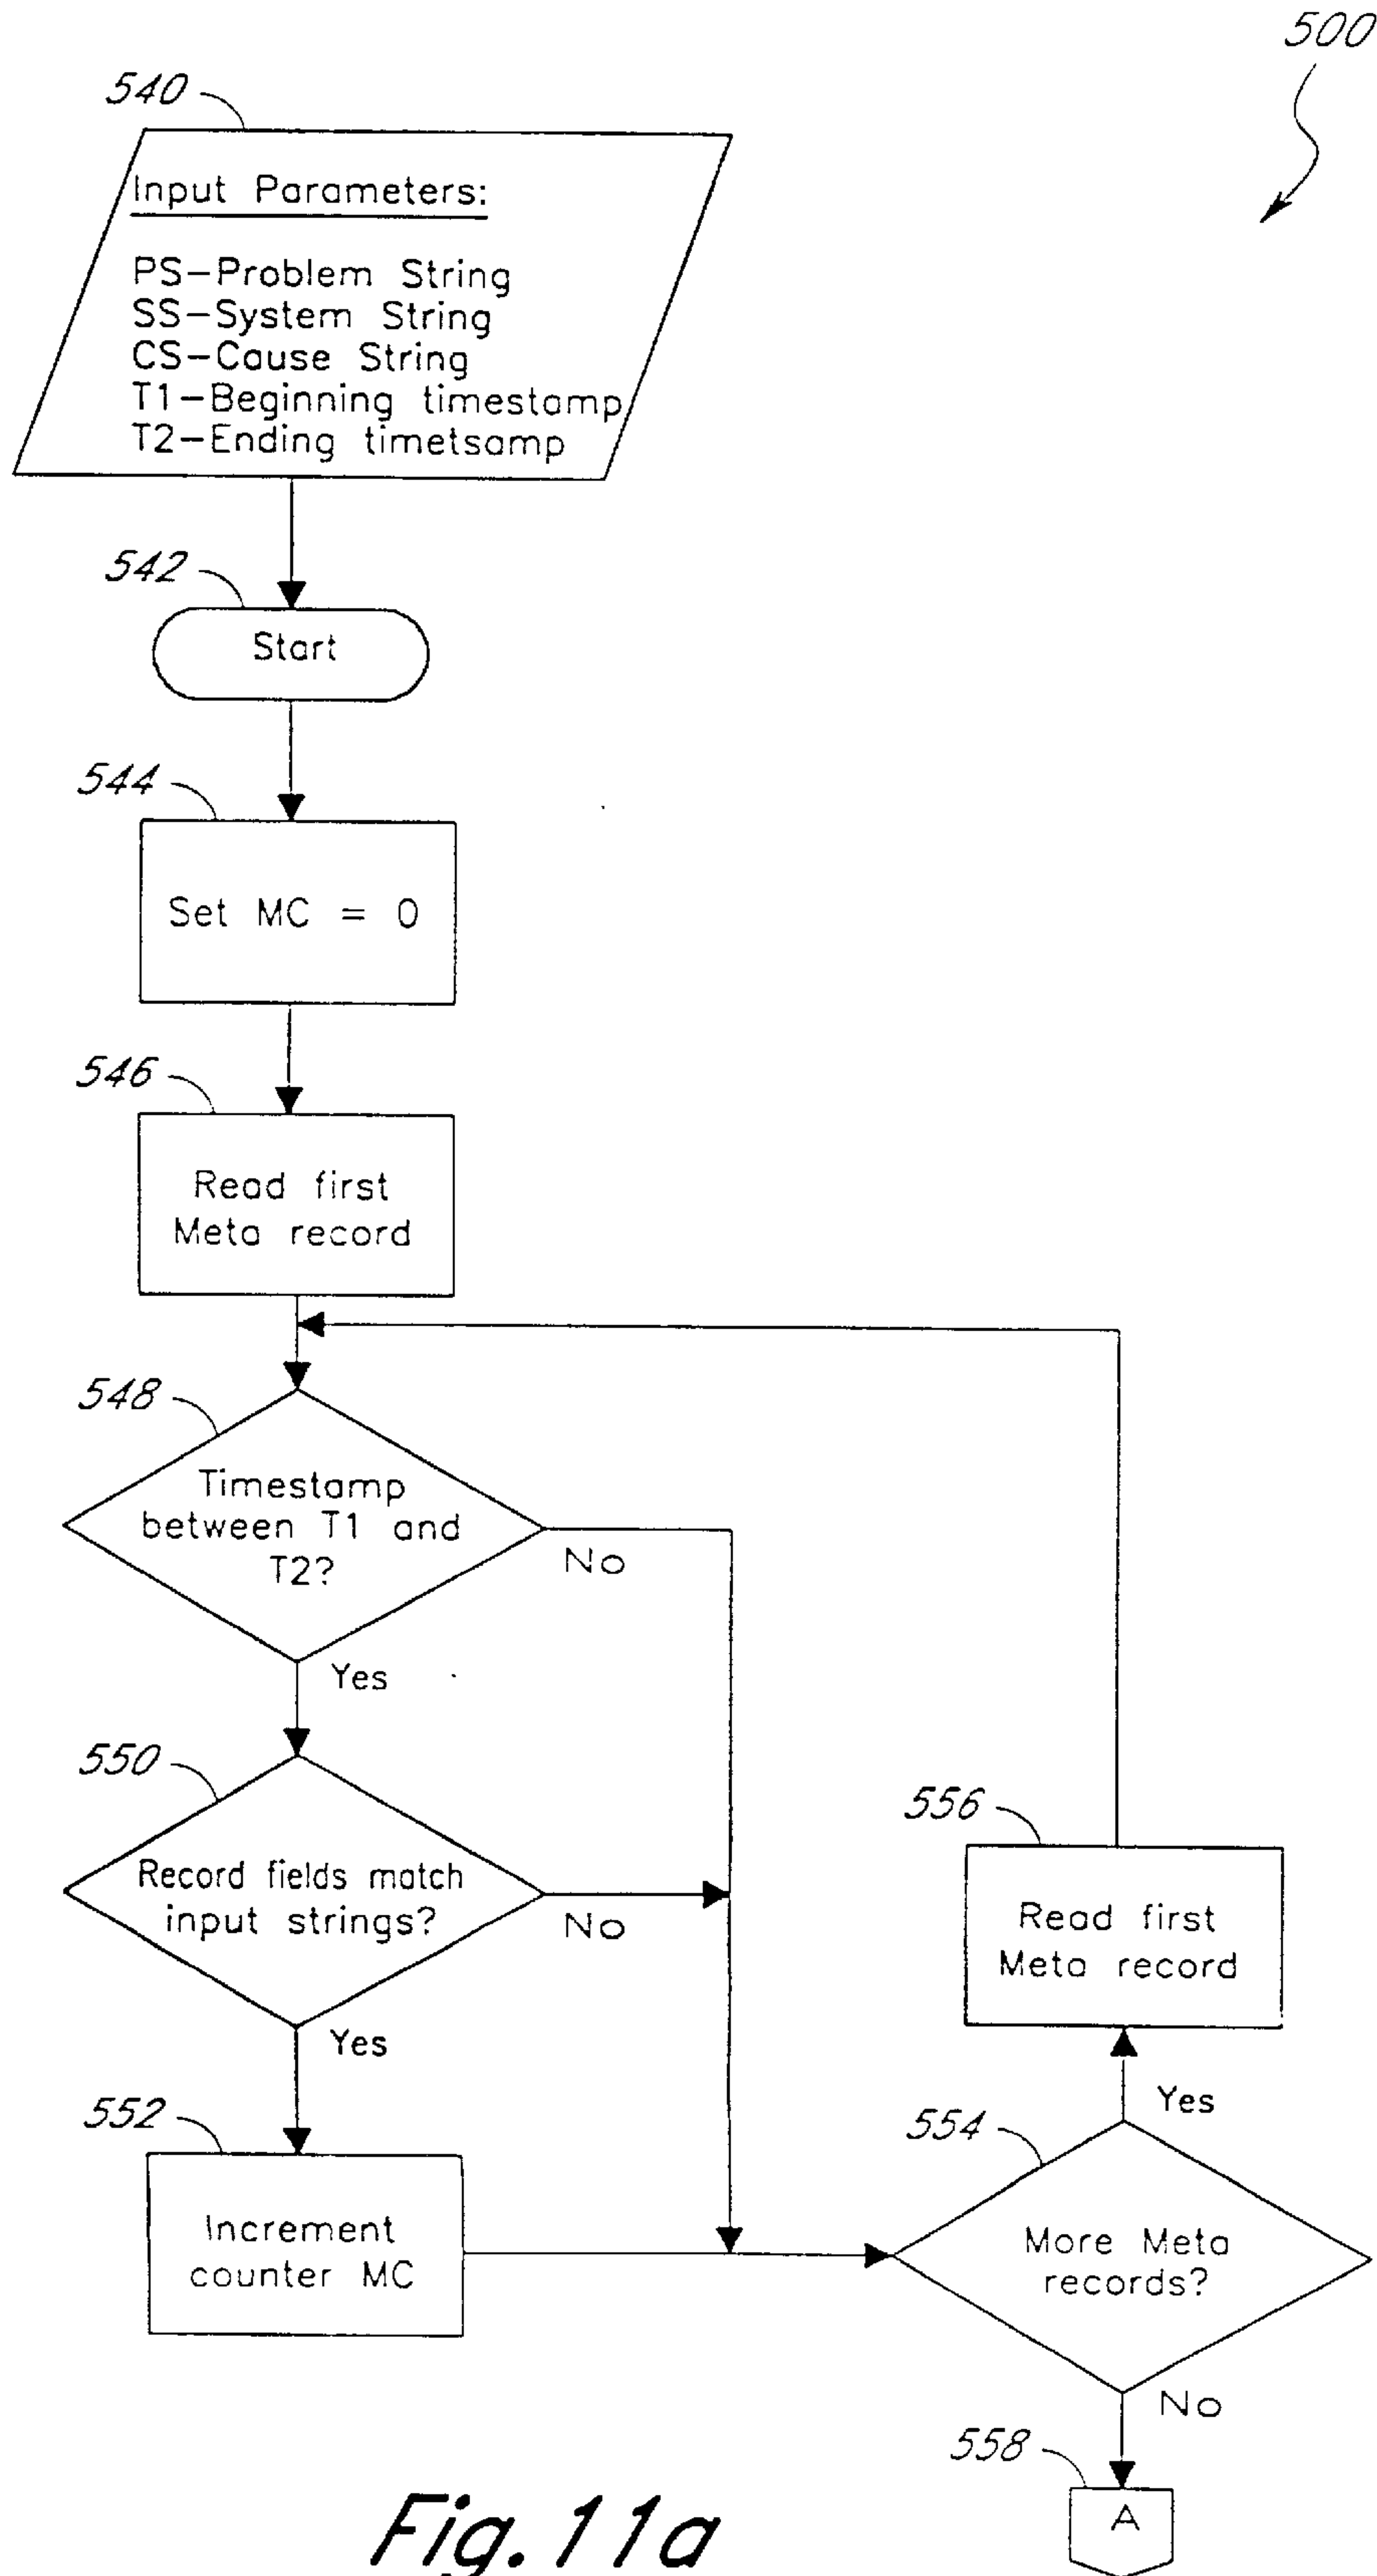 500
540
Input Parameters:
PS-Problem String
SS-System String
CS-Cause String
T1-Beginning timestamp
T2-Ending timetsamp
542
Start
544
Set MC = 0
546
Read first
Meta record
548
Timestamp
between T1 and
T2?
No
Yes
550
Record fields match
input strings?
No
Yes
552
Increment
counter MC
556
Read first
Meta record
Yes
554
More Meta
records?
No
558
A
Fig. 11a